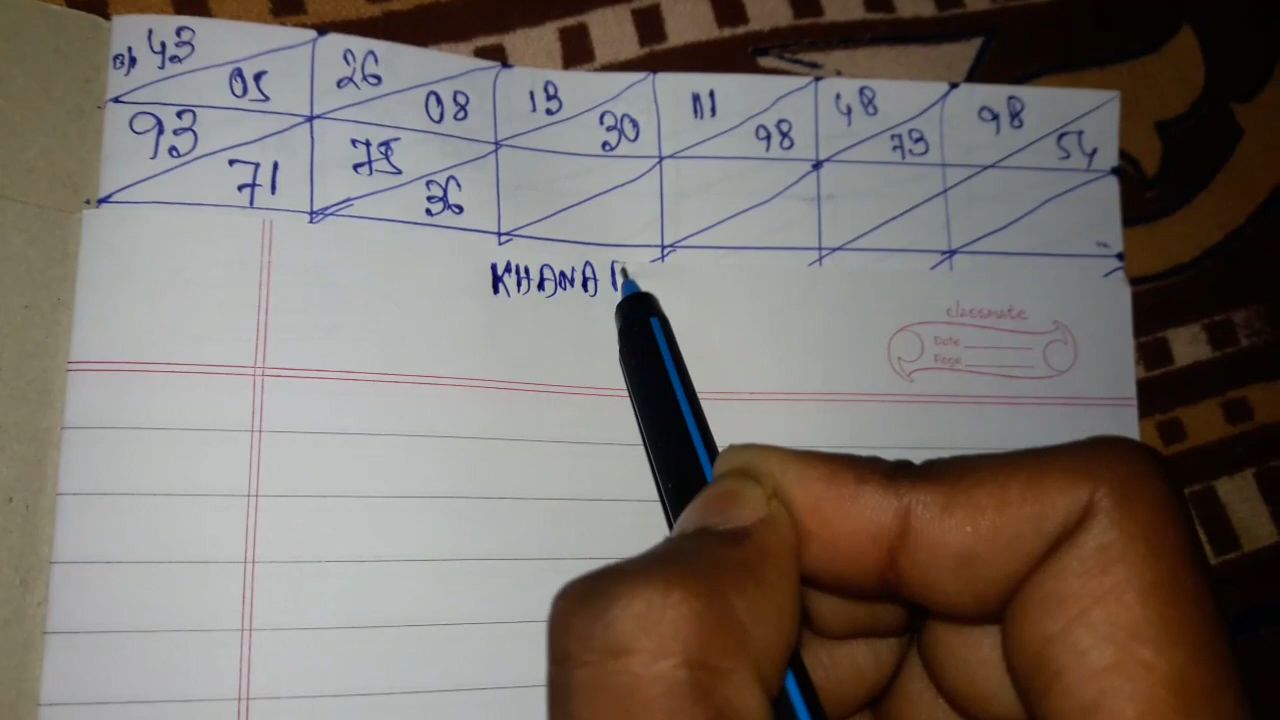 B) 43 26 13 11 48 98
05 08 30 98 73 54
93 75
71 36
KHANA
classmate
Date
Page